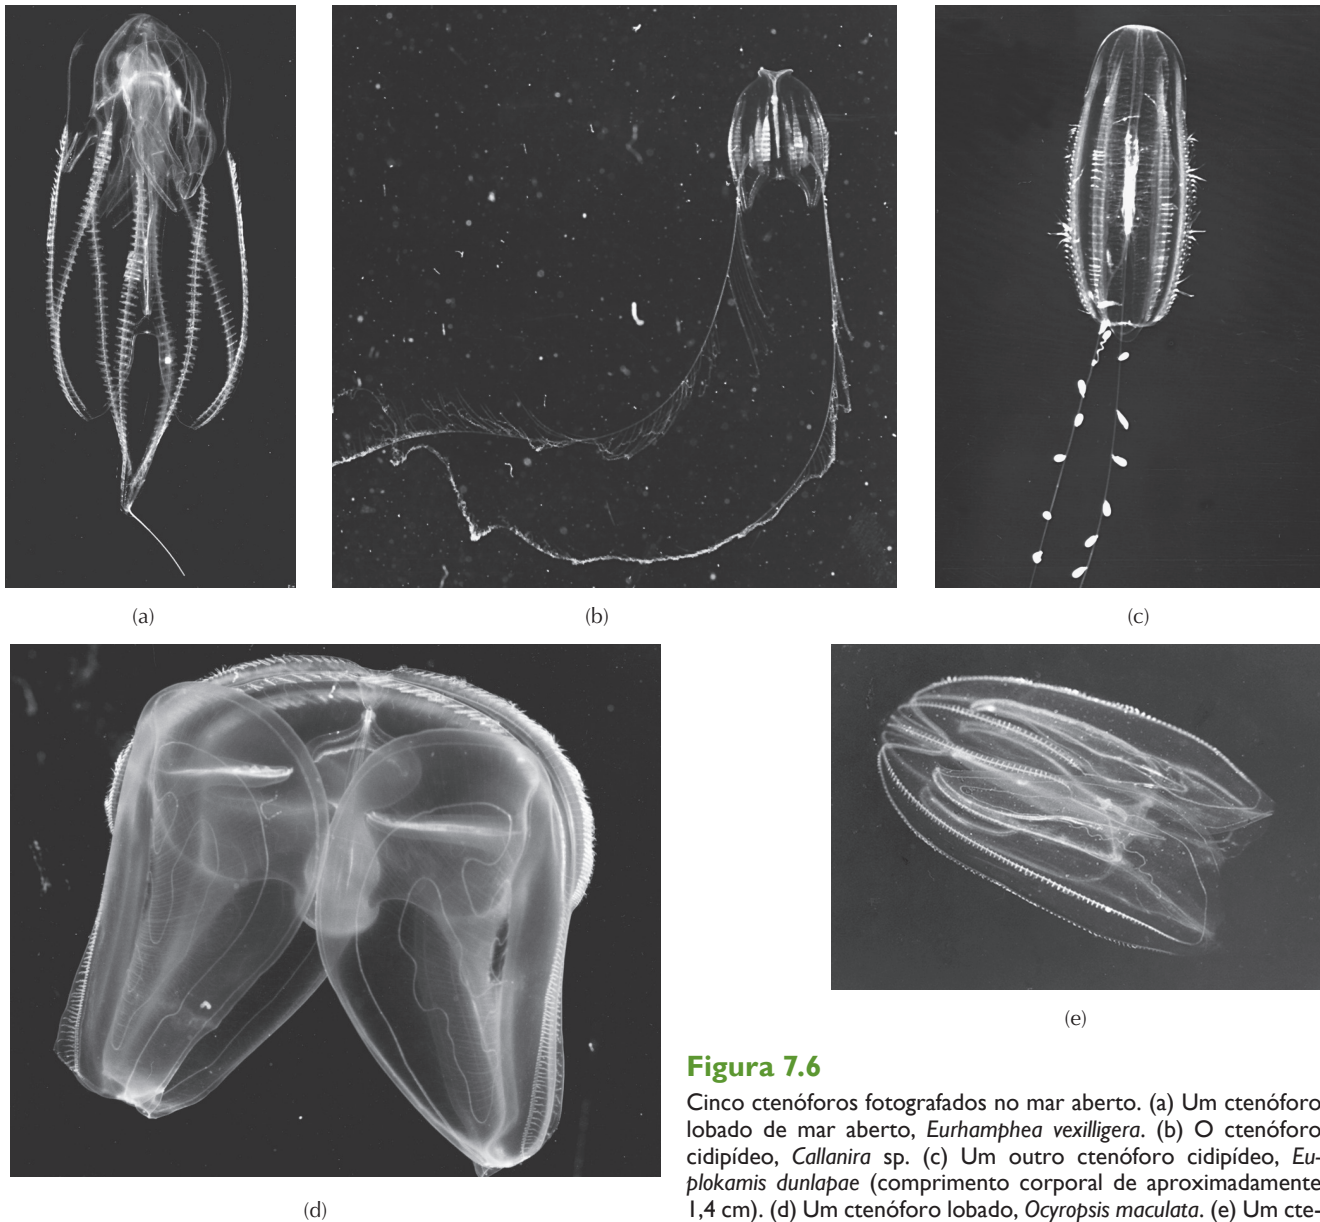 (a)
(b)
(c)
(d)
(e)
Figura 7.6
Cinco ctenóforos fotografados no mar aberto. (a) Um ctenóforo
lobado de mar aberto, Eurhamphea vexilligera. (b) O ctenóforo
cidipídeo, Callanira sp. (c) Um outro ctenóforo cidipídeo, Eu-
plokamis dunlapae (comprimento corporal de aproximadamente
1,4 cm). (d) Um ctenóforo lobado, Ocyropsis maculata. (e) Um cte-